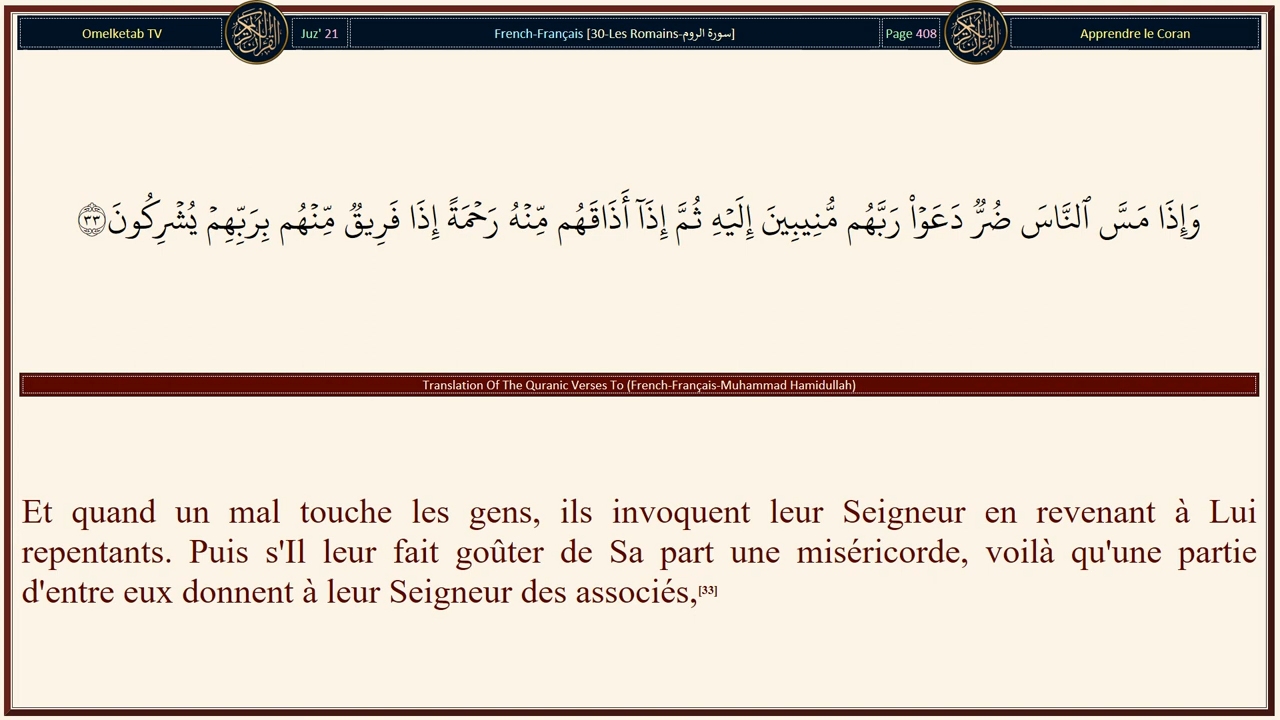 Omelketab TV
Juz' 21
French-Français [30-Les Romains-سورة الروم]
Page 408
Apprendre le Coran
وَإِذَا مَسَّ ٱلنَّاسَ ضُرٌّ دَعَوْا۟ رَبَّهُم مُّنِيبِينَ إِلَيْهِ ثُمَّ إِذَآ أَذَاقَهُم مِّنْهُ رَحْمَةً إِذَا فَرِيقٌ مِّنْهُم بِرَبِّهِمْ يُشْرِكُونَ ٣٣
Translation Of The Quranic Verses To (French-Français-Muhammad Hamidullah)
Et quand un mal touche les gens, ils invoquent leur Seigneur en revenant à Lui
repentants. Puis s'Il leur fait goûter de Sa part une miséricorde, voilà qu'une partie
d'entre eux donnent à leur Seigneur des associés,[33]